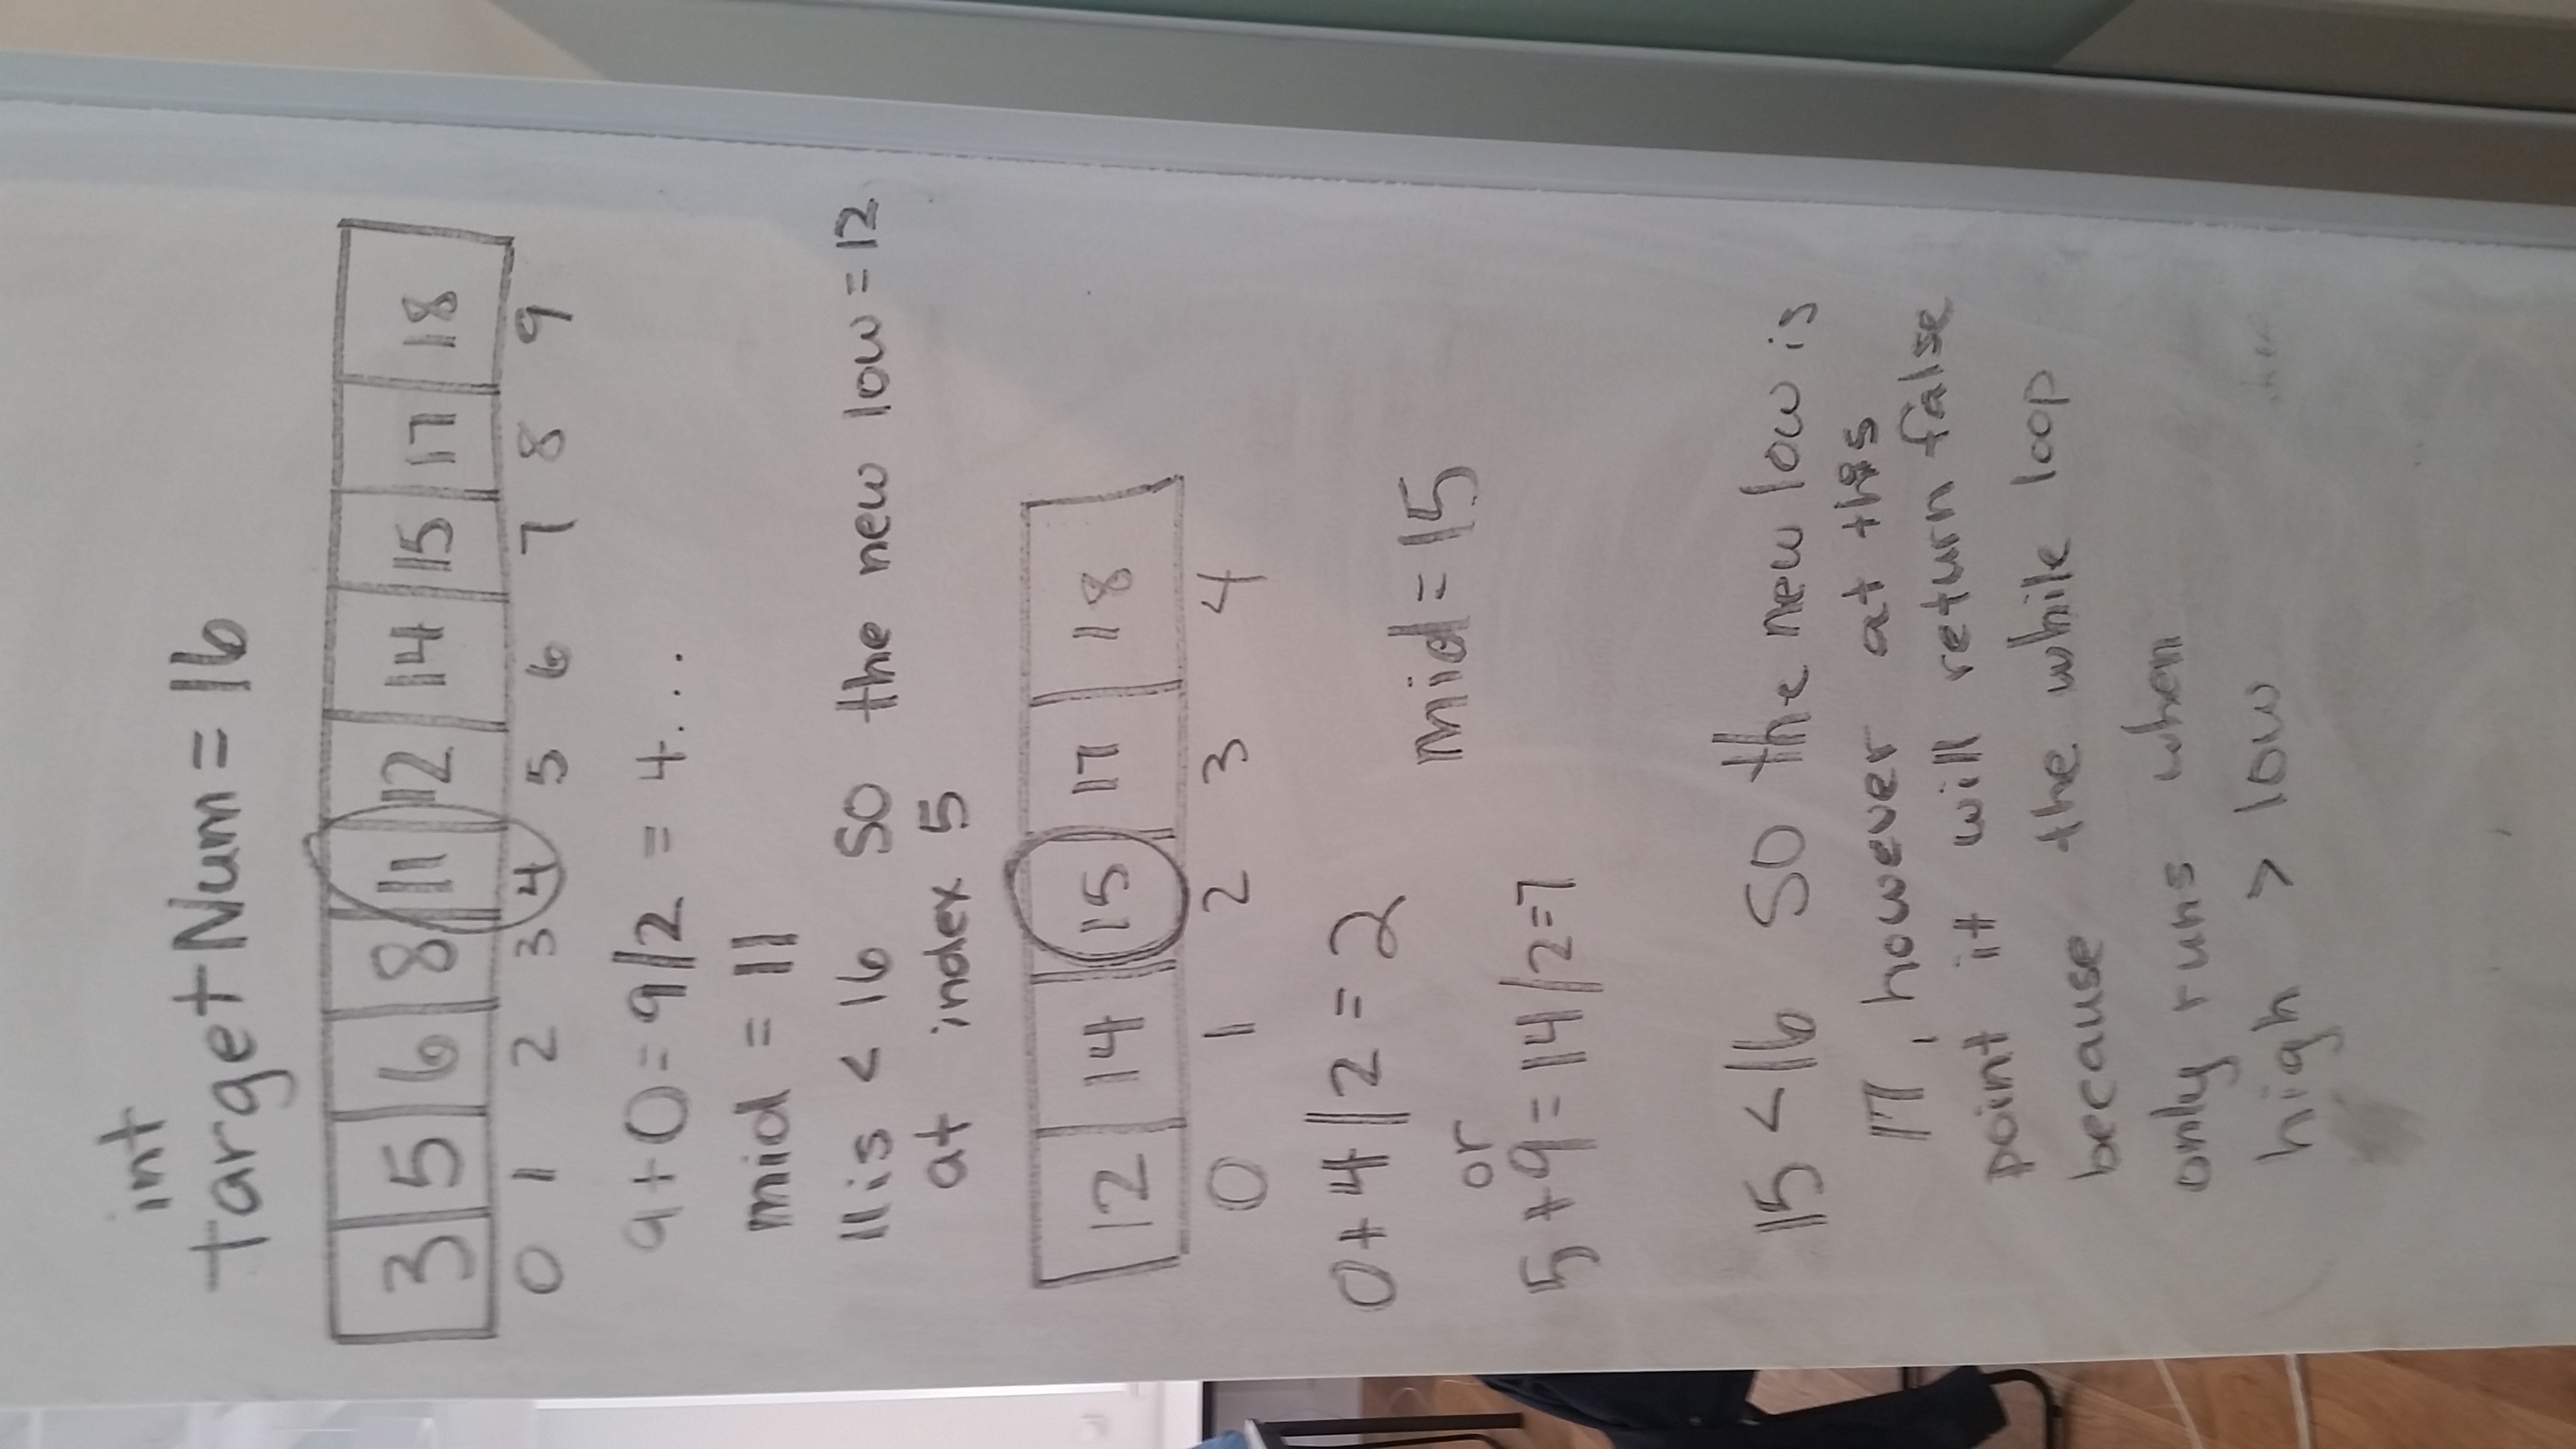 int
targetNum = 16
3 5 6 8 11 12 14 15 17 18
0 1 2 3 4 5 6 7 8 9
9+0=9/2 = 4...
mid = 11
11 is < 16 so the new low = 12
at index 5
12 14 15 17 18
0 1 2 3 4
0+4/2=2
mid=15
or
5+9=14/2=7
15<16 so the new low is
17, however at this
point it will return false
because the while loop
only runs when
high > low